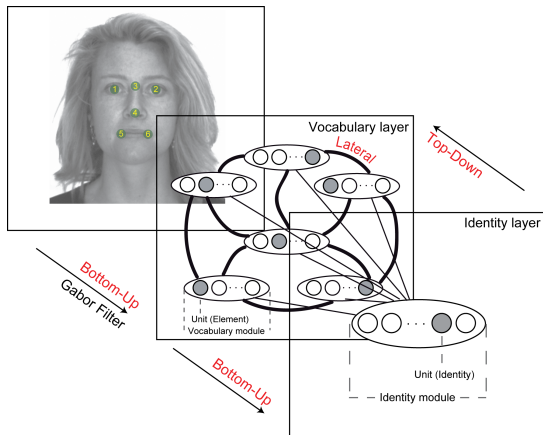 3
1
2
4
5
6
Vocabulary layer
Lateral
Top-Down
Identity layer
Bottom-Up
Gabor Filter
Unit (Element)
Vocabulary module
Bottom-Up
Unit (Identity)
Identity module